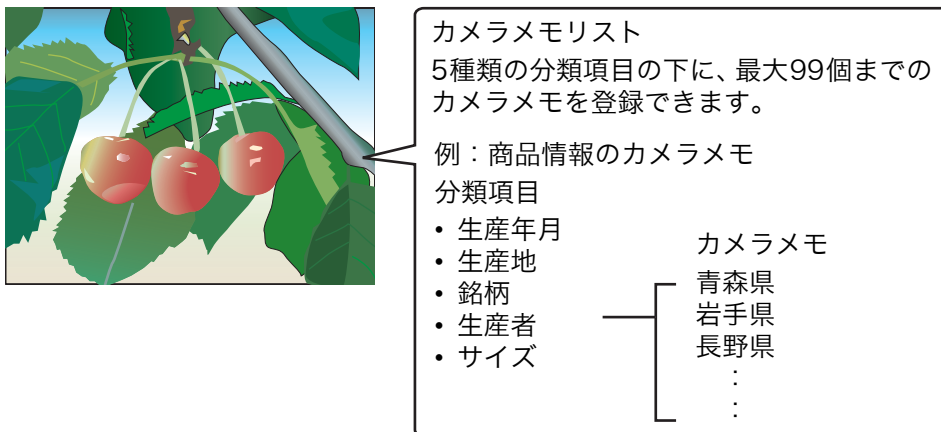 カメラメモリスト
5種類の分類項目の下に、最大99個までの
カメラメモを登録できます。
例：商品情報のカメラメモ
分類項目
• 生産年月
• 生産地
• 銘柄
• 生産者
• サイズ
カメラメモ
青森県
岩手県
長野県
：
：